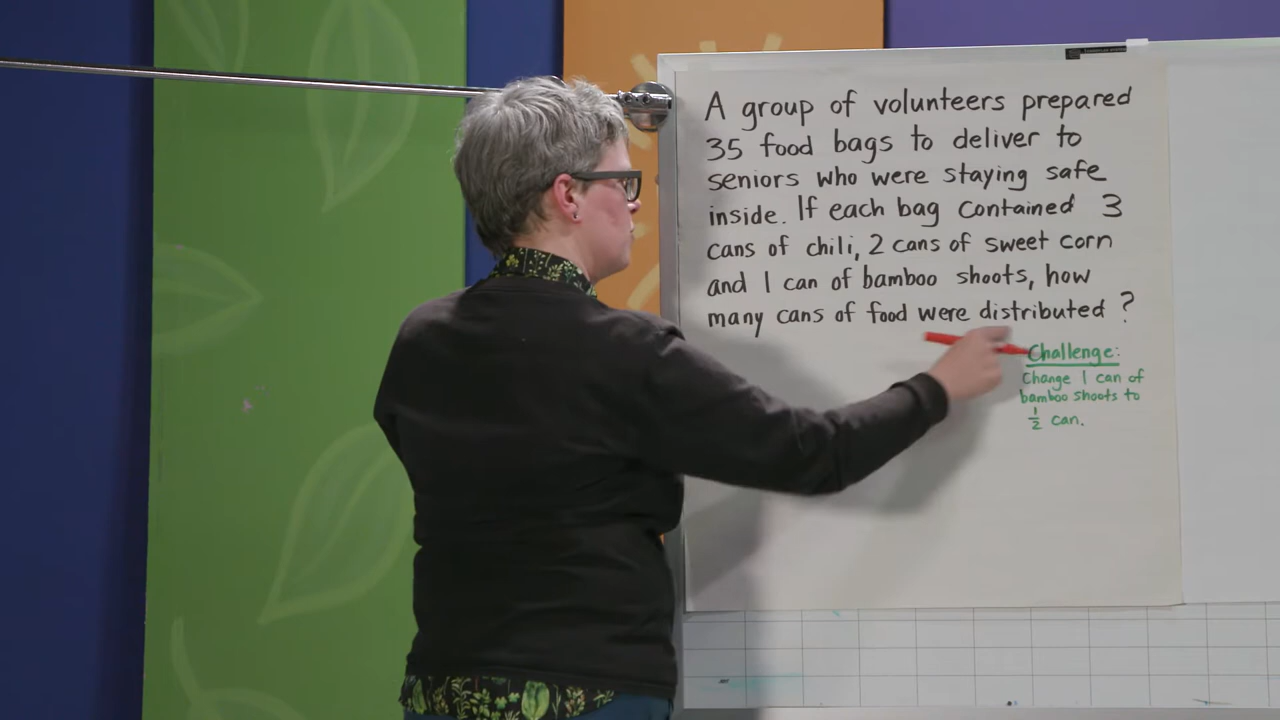 A group of volunteers prepared
35 food bags to deliver to
seniors who were staying safe
inside. If each bag contained 3
cans of chili, 2 cans of sweet corn
and 1 can of bamboo shoots, how
many cans of food were distributed?
Challenge:
Change 1 can of
bamboo shoots to
1/2 can.